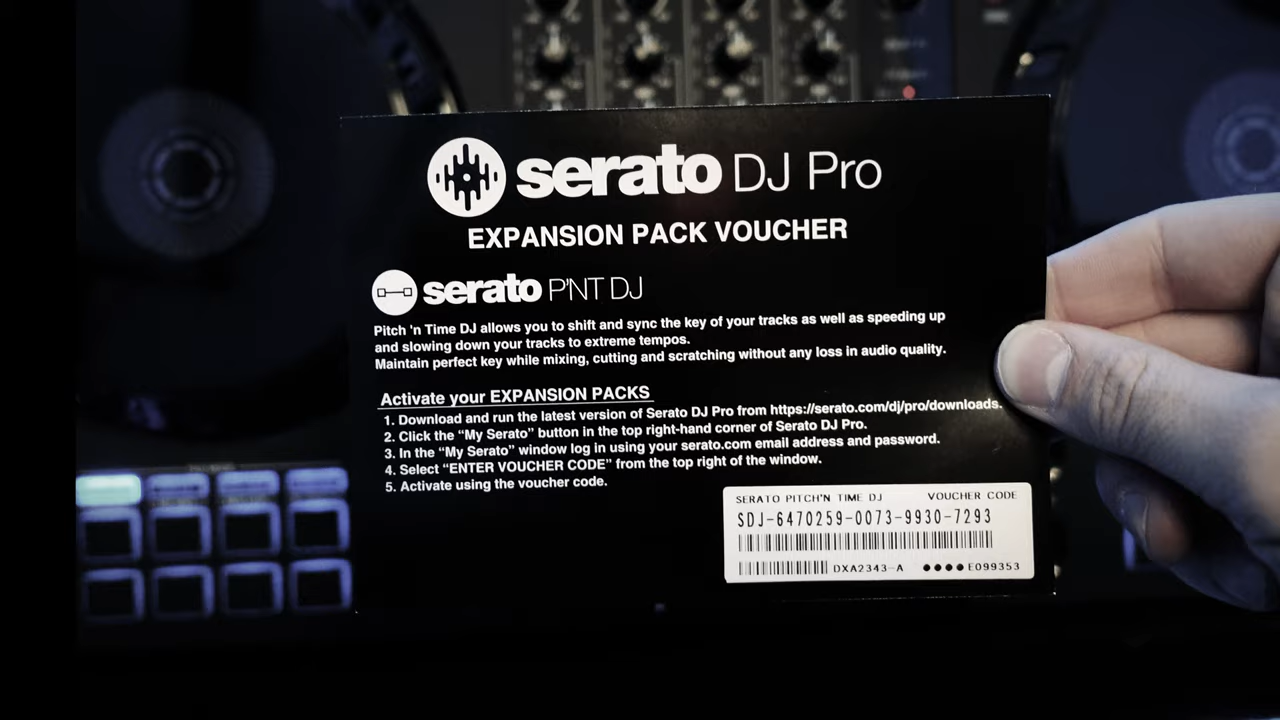 serato DJ Pro
EXPANSION PACK VOUCHER
serato P'NT DJ
Pitch 'n Time DJ allows you to shift and sync the key of your tracks as well as speeding up
and slowing down your tracks to extreme tempos.
Maintain perfect key while mixing, cutting and scratching without any loss in audio quality.
Activate your EXPANSION PACKS
1. Download and run the latest version of Serato DJ Pro from https://serato.com/dj/pro/downloads.
2. Click the “My Serato” button in the top right-hand corner of Serato DJ Pro.
3. In the “My Serato” window log in using your serato.com email address and password.
4. Select “ENTER VOUCHER CODE” from the top right of the window.
5. Activate using the voucher code.
SERATO PITCH'N TIME DJ VOUCHER CODE
SDJ-6470259-0073-9930-7293
DXA2343-A ●●●● E099353